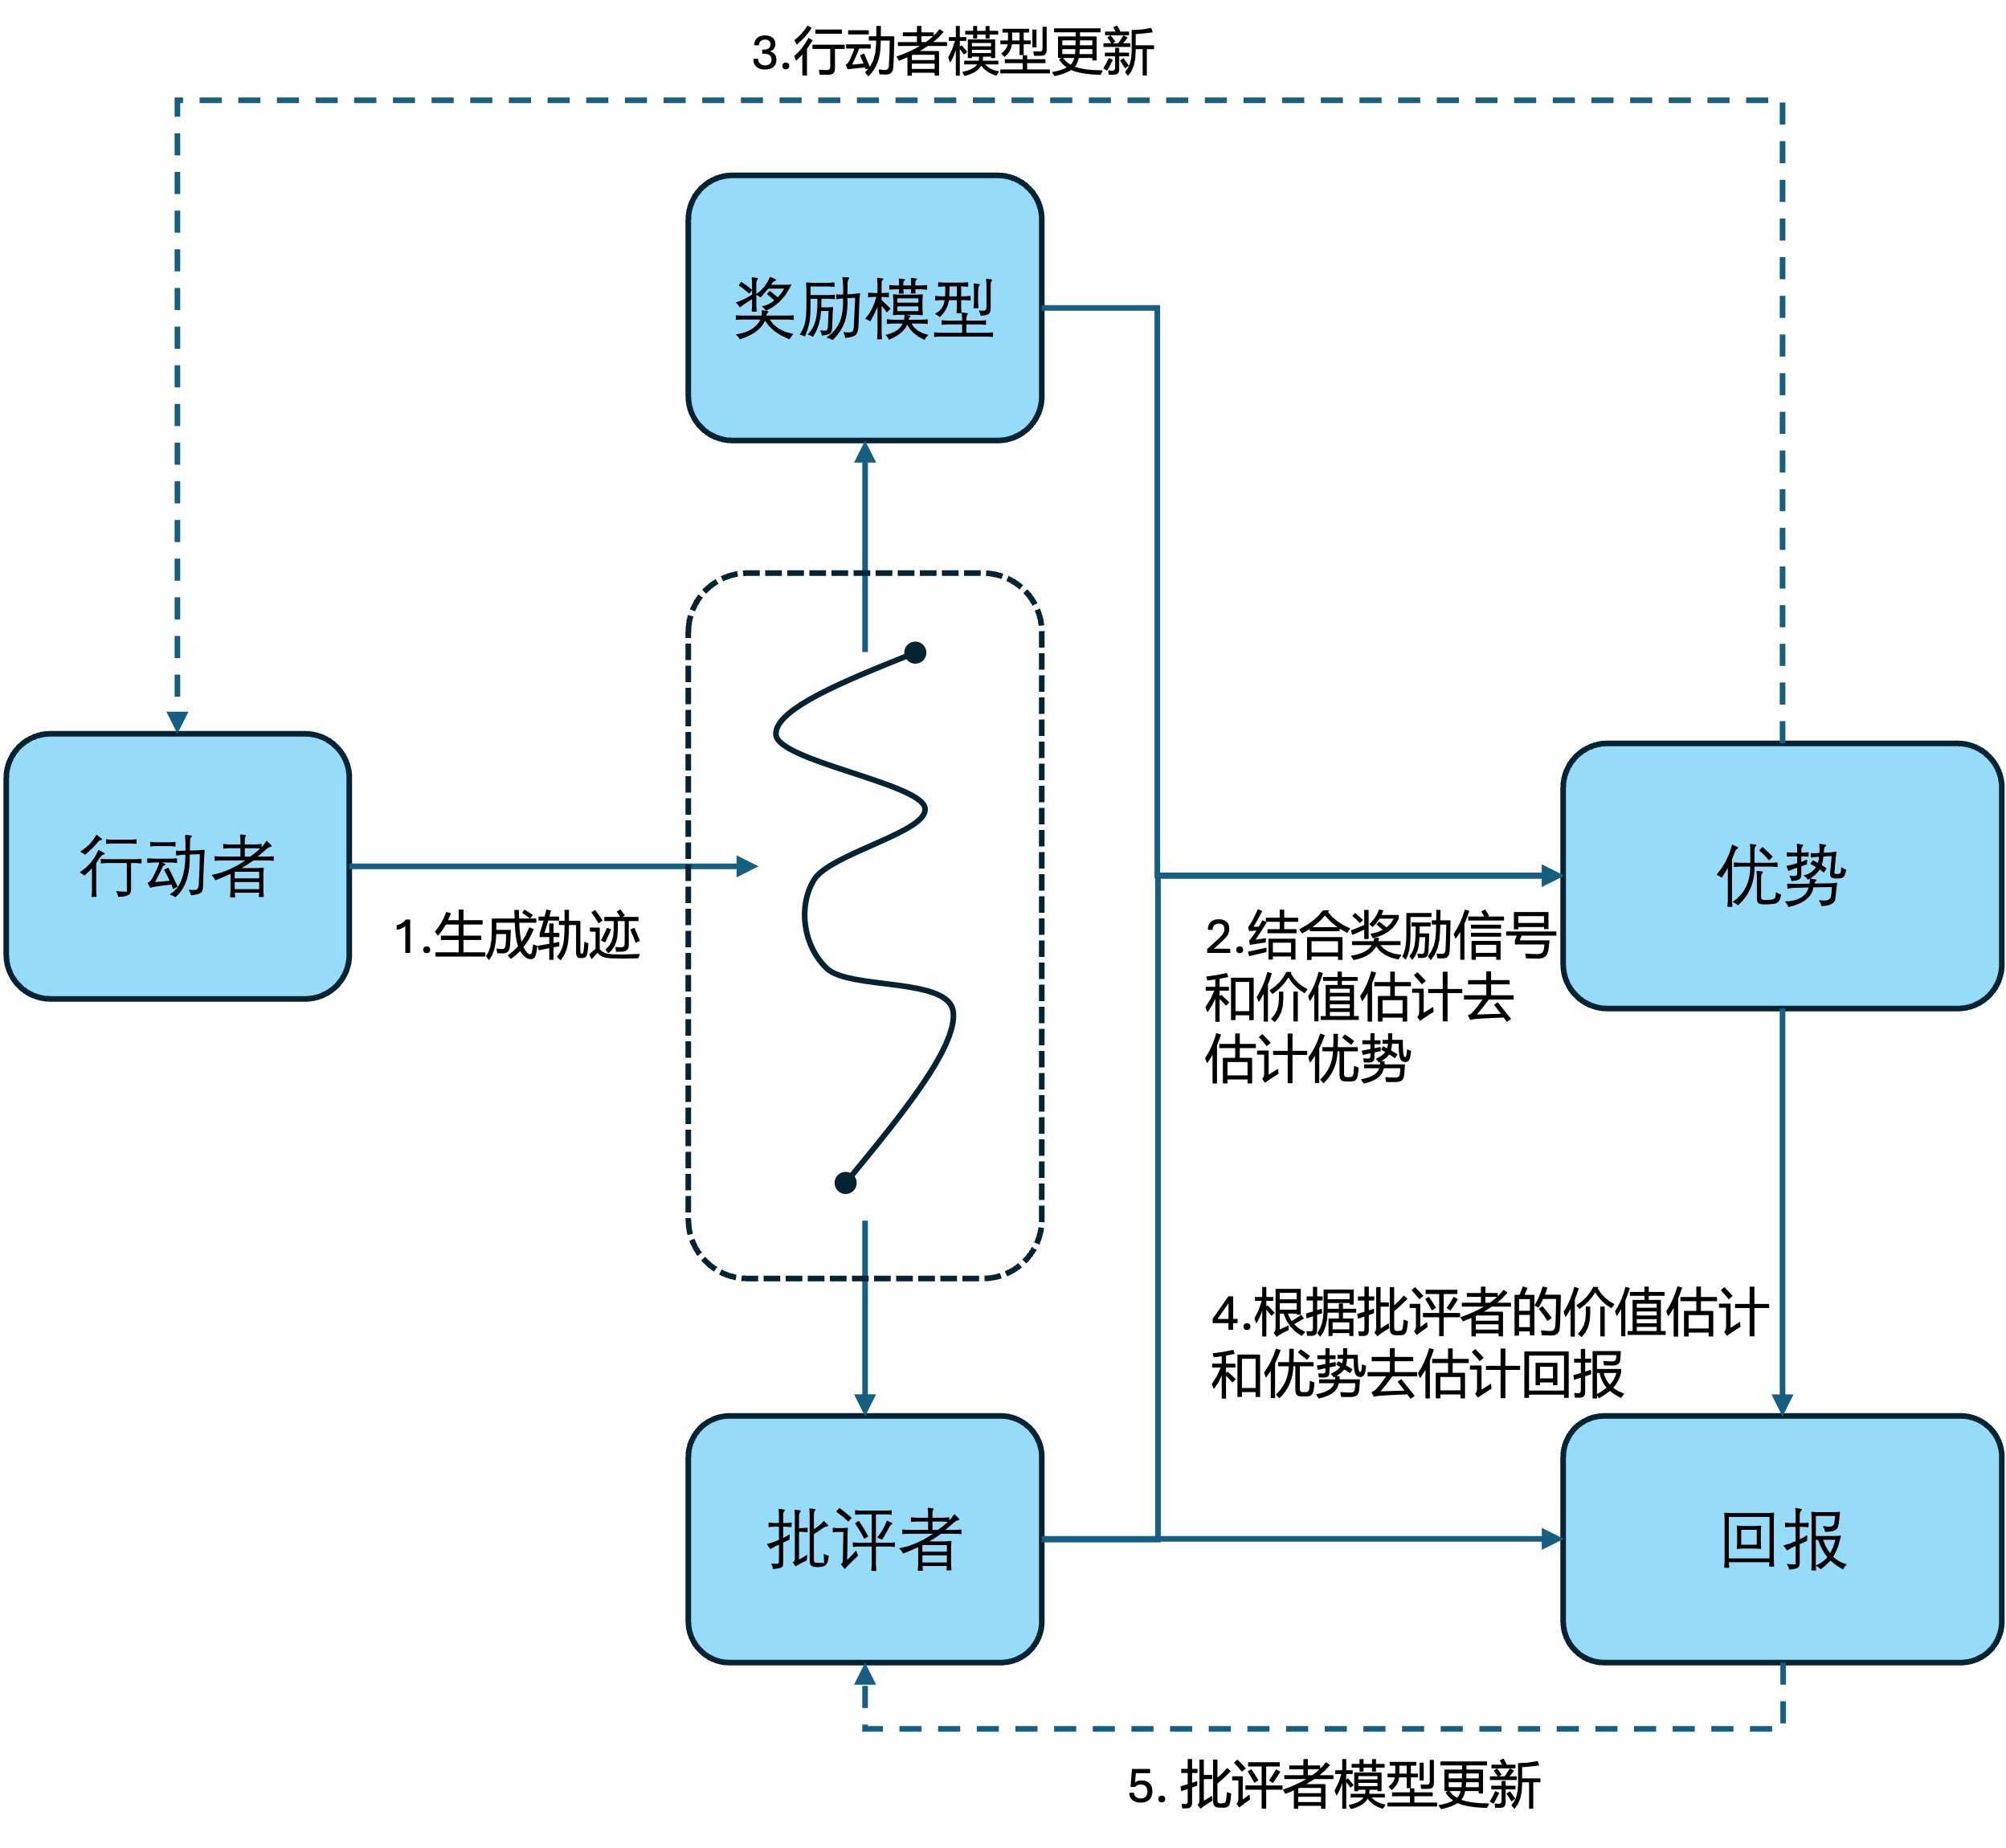 3.行动者模型更新
奖励模型
行动者
1.生成轨迹
优势
2.结合奖励信号
和价值估计去
估计优势
4.根据批评者的价值估计
和优势去估计回报
批评者
回报
5. 批评者模型更新